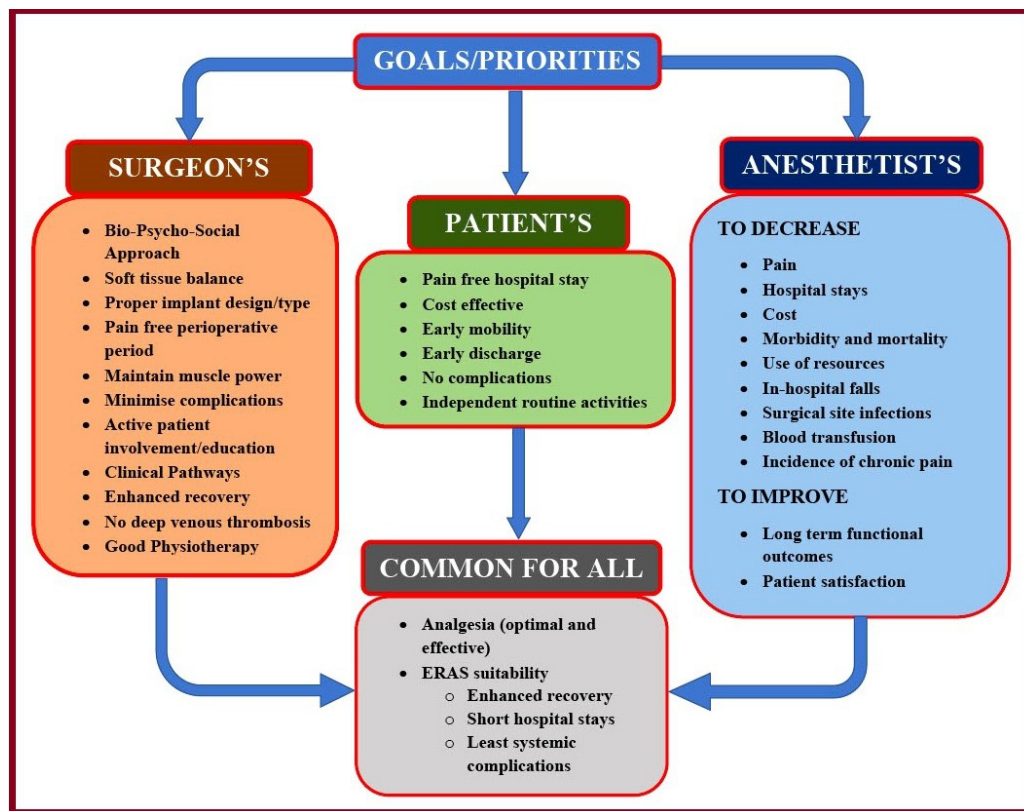 GOALS/PRIORITIES
SURGEON'S
• Bio-Psycho-Social
Approach
• Soft tissue balance
• Proper implant design/type
• Pain free perioperative
period
• Maintain muscle power
• Minimise complications
• Active patient
involvement/education
• Clinical Pathways
• Enhanced recovery
• No deep venous thrombosis
• Good Physiotherapy
PATIENT'S
• Pain free hospital stay
• Cost effective
• Early mobility
• Early discharge
• No complications
• Independent routine activities
ANESTHETIST'S
TO DECREASE
• Pain
• Hospital stays
• Cost
• Morbidity and mortality
• Use of resources
• In-hospital falls
• Surgical site infections
• Blood transfusion
• Incidence of chronic pain
TO IMPROVE
• Long term functional
outcomes
• Patient satisfaction
COMMON FOR ALL
• Analgesia (optimal and
effective)
• ERAS suitability
o Enhanced recovery
o Short hospital stays
o Least systemic
complications